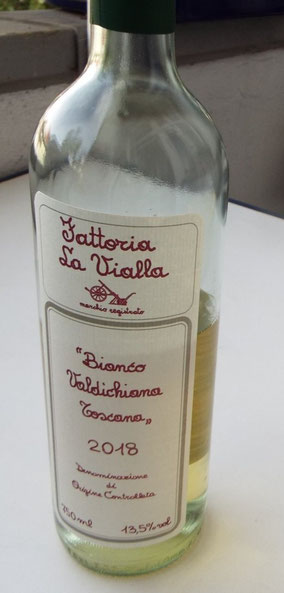 Fattoria
La Vialla
marchio registrato
"Bianco
Valdichiana
Toscana"
2018
Denominazione
di
Origine Controllata
750 ml 13,5% vol